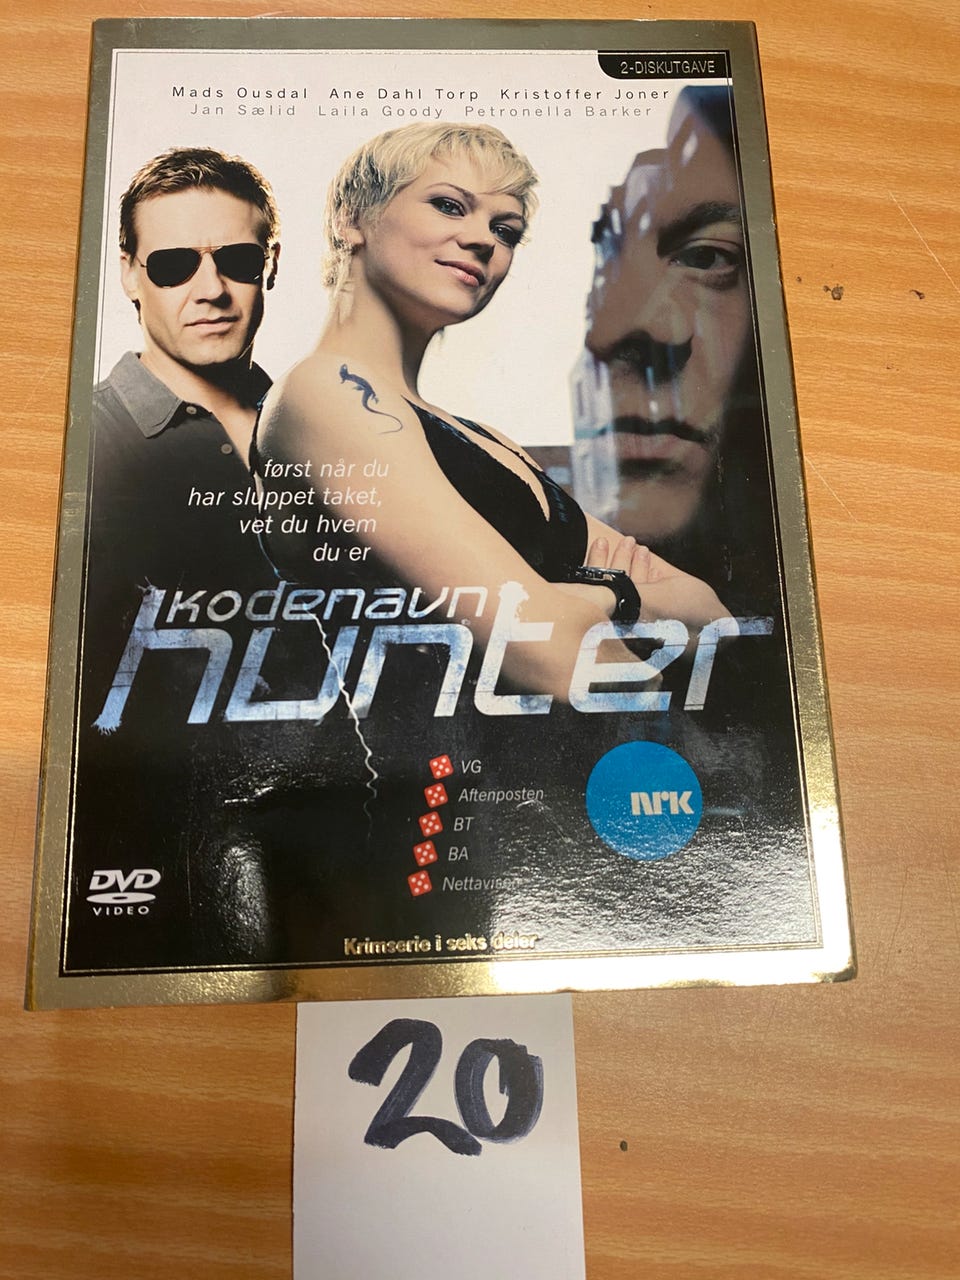 2-DISKUTGAVE
Mads Ousdal Ane Dahl Torp Kristoffer Joner
Jan Sælid Laila Goody Petronella Barker
først når du
har sluppet taket,
vet du hvem
du er
kodenavn
hunter
VG
Aftenposten
BT
BA
Nettavisen
NRK
DVD
VIDEO
Krimserie i seks deler
20